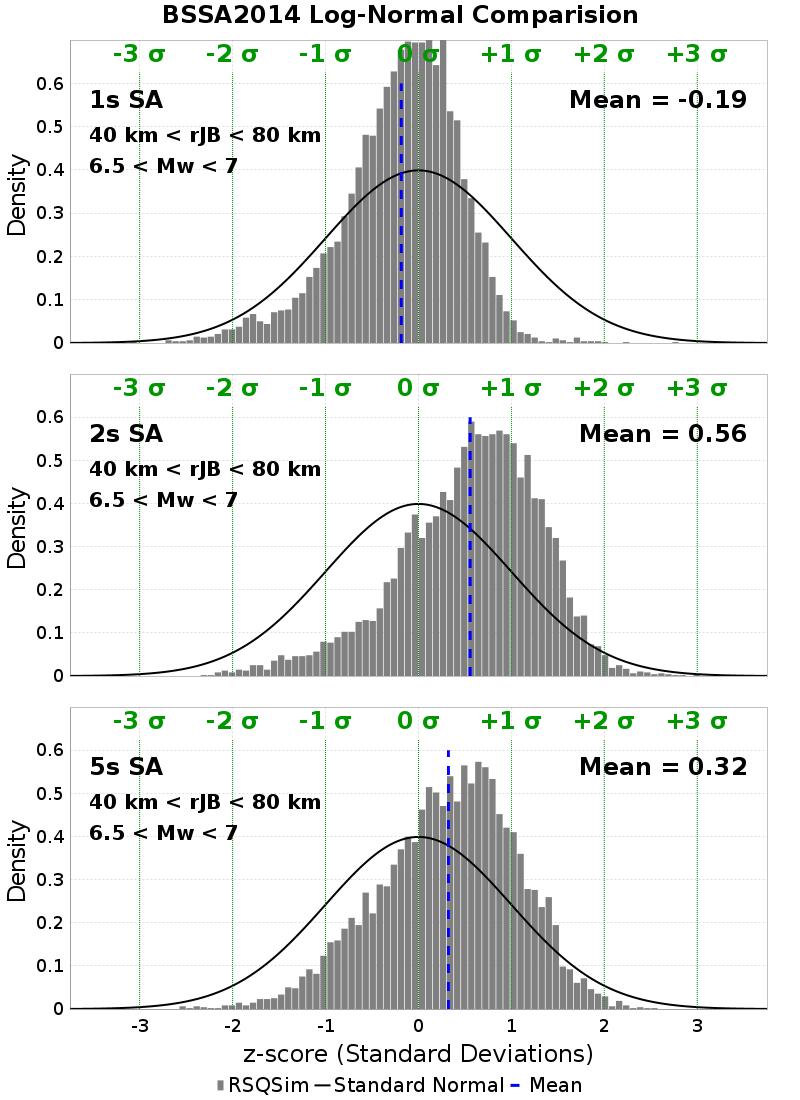 BSSA2014 Log-Normal Comparision
-3 σ -2 σ -1 σ 0 σ +1 σ +2 σ +3 σ
1s SA
Mean = -0.19
40 km < rJB < 80 km
6.5 < Mw < 7
Density
0.6
0.5
0.4
0.3
0.2
0.1
0
-3 σ -2 σ -1 σ 0 σ +1 σ +2 σ +3 σ
2s SA
Mean = 0.56
40 km < rJB < 80 km
6.5 < Mw < 7
Density
0.6
0.5
0.4
0.3
0.2
0.1
0
-3 σ -2 σ -1 σ 0 σ +1 σ +2 σ +3 σ
5s SA
Mean = 0.32
40 km < rJB < 80 km
6.5 < Mw < 7
Density
0.6
0.5
0.4
0.3
0.2
0.1
0
-3 -2 -1 0 1 2 3
z-score (Standard Deviations)
RSQSim Standard Normal Mean